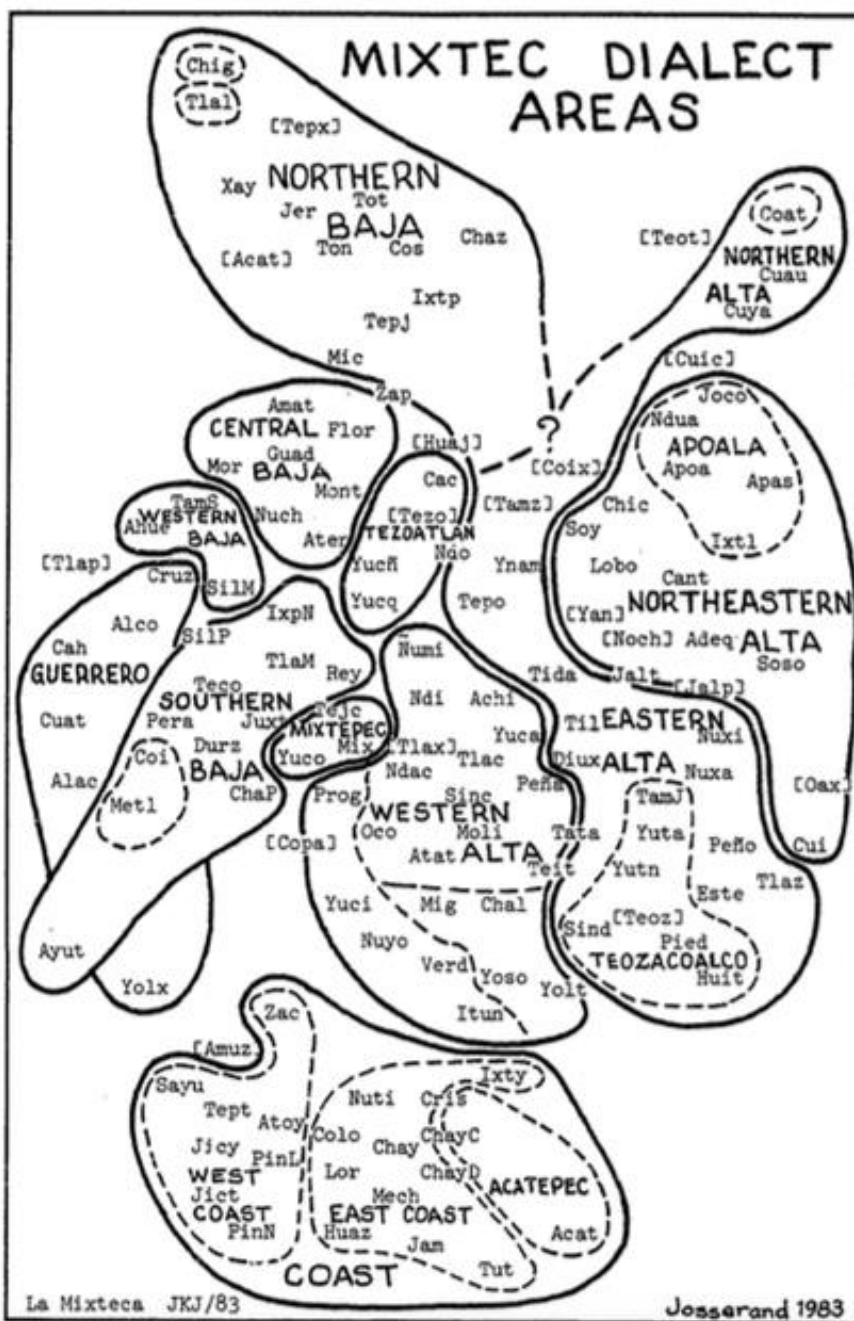 MIXTEC DIALECT
AREAS
Chig
Tlal
[Tepx]
Xay
NORTHERN
Tot
Jer
BAJA
Chaz
[Acat]
Ton
Cos
Ixtp
Tepj
Mic
Zap
Coat
[Teot]
NORTHERN
Cuau
ALTA
Cuya
[Cuic]
Joco
Ndua
APOALA
Apoa
Apas
Ixtl
Amat
CENTRAL
Flor
Guad
Mor
BAJA
Mont
Nuch
Aten
[Huaj]
?
[Coix]
Cac
[Tezo]
TEZOATLAN
Ndo
Yucñ
Yucq
[Tamz]
Ynam
Tepo
Chic
Soy
Lobo
Cant
[Yan]
NORTHEASTERN
[Noch]
Adeq
ALTA
Soso
TamS
WESTERN
Ahue
BAJA
[Tlap]
Cruz
SilM
Alco
SilP
Cah
GUERRERO
Cuat
Alac
IxpN
TlaM
Rey
Teco
SOUTHERN
Pera
Juxt
Durz
Coi
BAJA
Metl
ChaP
Ayut
Yolx
Tejc
MIXTEPEC
Yuco
Mix
Ñumi
Ndi
Achi
Yuca
[Tlax]
Tlac
Ndac
Peña
Prog
Sinc
WESTERN
Oco
Moli
Tata
[Copa]
Atat
ALTA
Teit
Yuci
Mig
Chal
Nuyo
Verd
Yoso
Yolt
Itun
Tida
Jalt
[Jalp]
Til
EASTERN
Nuxi
Diux
ALTA
Nuxa
TamJ
[Oax]
Yuta
Peño
Cui
Yutn
Tlaz
Este
Sind
[Teoz]
Pied
TEOZACOALCO
Huit
Zac
[Amuz]
Sayu
Tept
Atoy
Jicy
PinL
WEST
Jict
COAST
PinN
Ixty
Nuti
Cris
Colo
Chay
ChayC
Lor
ChayD
ACATEPEC
Mech
EAST COAST
Huaz
Jam
Acat
Tut
COAST
La Mixteca JKJ/83
Josserand 1983